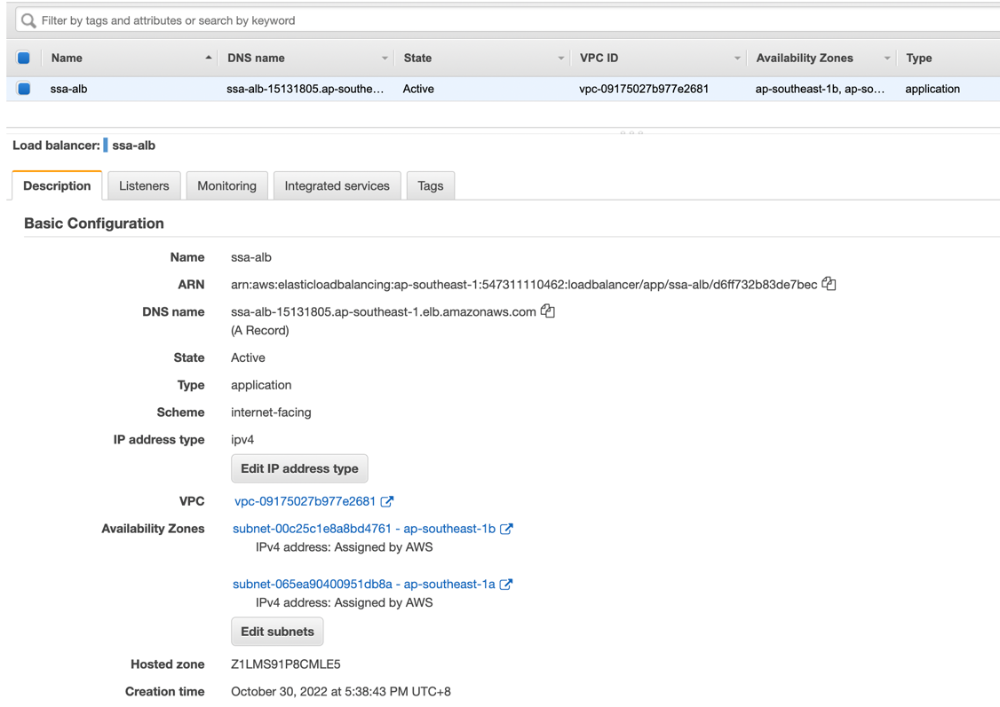 Filter by tags and attributes or search by keyword
Name DNS name State VPC ID Availability Zones Type
ssa-alb ssa-alb-15131805.ap-southe... Active vpc-09175027b977e2681 ap-southeast-1b, ap-so... application
Load balancer: ssa-alb
Description Listeners Monitoring Integrated services Tags
Basic Configuration
Name ssa-alb
ARN arn:aws:elasticloadbalancing:ap-southeast-1:547311110462:loadbalancer/app/ssa-alb/d6ff732b83de7bec
DNS name ssa-alb-15131805.ap-southeast-1.elb.amazonaws.com
(A Record)
State Active
Type application
Scheme internet-facing
IP address type ipv4
Edit IP address type
VPC vpc-09175027b977e2681
Availability Zones subnet-00c25c1e8a8bd4761 - ap-southeast-1b
IPv4 address: Assigned by AWS
subnet-065ea90400951db8a - ap-southeast-1a
IPv4 address: Assigned by AWS
Edit subnets
Hosted zone Z1LMS91P8CMLE5
Creation time October 30, 2022 at 5:38:43 PM UTC+8